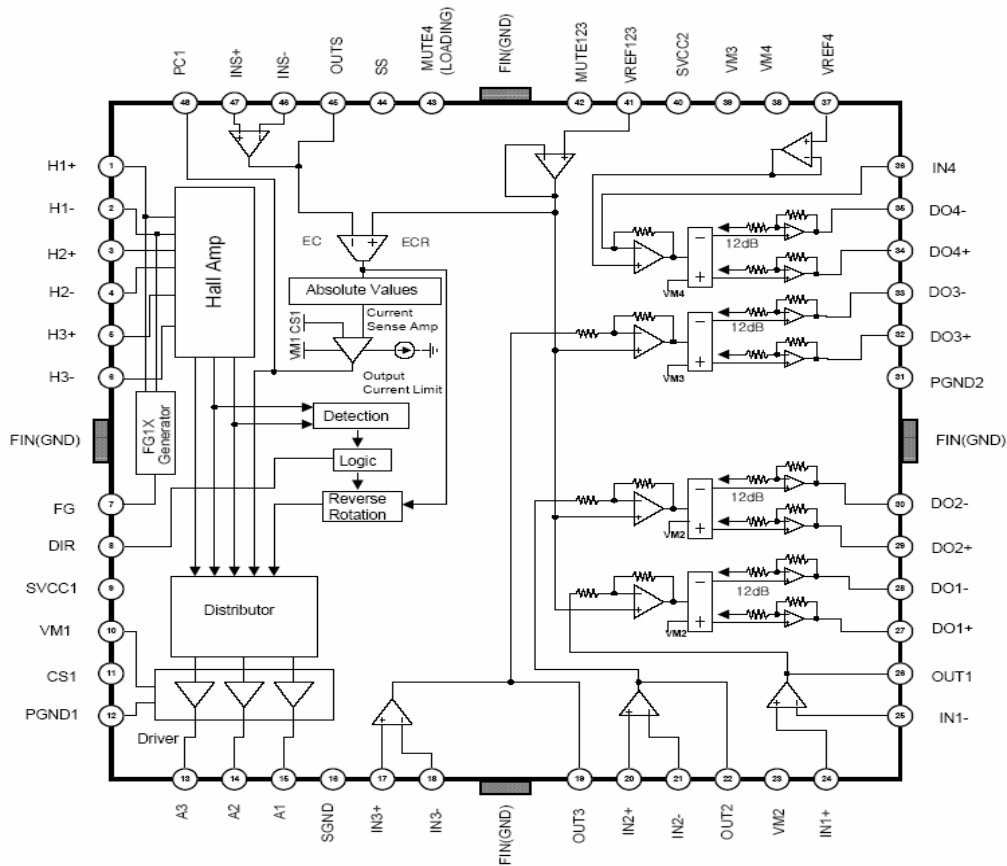 PC1
INS+
INS-
OUTS
SS
MUTE4
(LOADING)
FIN(GND)
MUTE123
VREF123
SVCC2
VM3
VM4
VREF4
48
47
46
45
44
43
42
41
40
39
38
37
H1+
1
H1-
2
H2+
3
H2-
4
H3+
5
H3-
6
FIN(GND)
FG
7
DIR
8
SVCC1
9
VM1
10
CS1
11
PGND1
12
Hall Amp
FG1X
Generator
EC
ECR
Absolute Values
Current
Sense Amp
VM1
CS1
Output
Current Limit
Detection
Logic
Reverse
Rotation
Distributor
Driver
12dB
VM4
12dB
VM3
12dB
VM2
12dB
VM2
36
IN4
35
DO4-
34
DO4+
33
DO3-
32
DO3+
31
PGND2
FIN(GND)
30
DO2-
29
DO2+
28
DO1-
27
DO1+
26
OUT1
25
IN1-
13
14
15
16
17
18
19
20
21
22
23
24
A3
A2
A1
SGND
IN3+
IN3-
FIN(GND)
OUT3
IN2+
IN2-
OUT2
VM2
IN1+